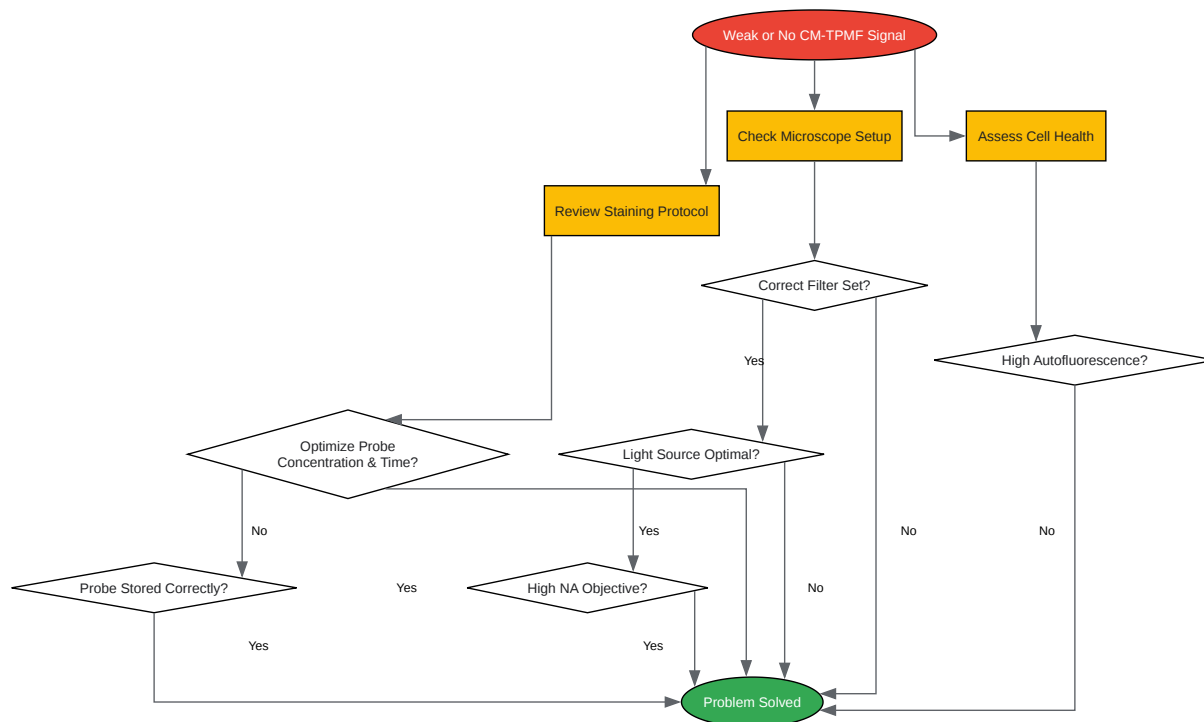 Weak or No CM-TPMF Signal
Check Microscope Setup
Assess Cell Health
Review Staining Protocol
Correct Filter Set?
Yes
High Autofluorescence?
Optimize Probe
Concentration & Time?
Light Source Optimal?
No
Yes
No
No
Probe Stored Correctly?
Yes
High NA Objective?
No
Yes
Yes
Problem Solved